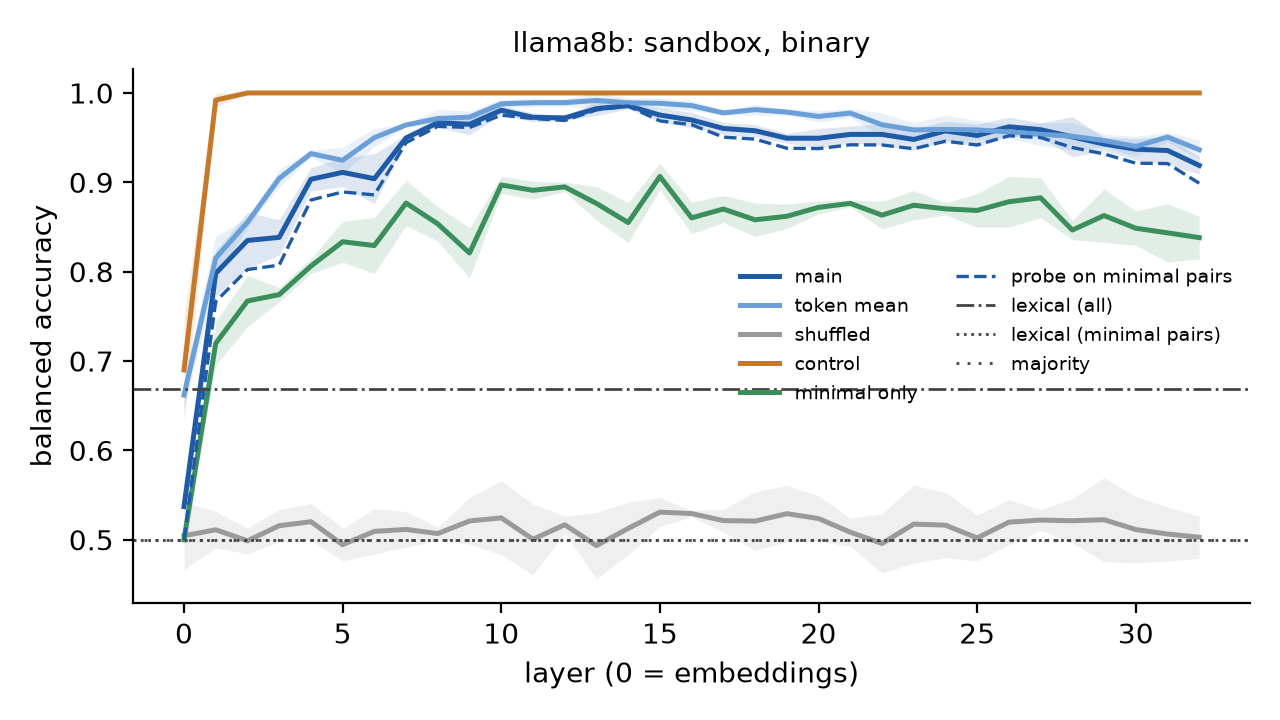 llama8b: sandbox, binary
balanced accuracy
1.0
0.9
0.8
0.7
0.6
0.5
main
token mean
shuffled
control
minimal only
probe on minimal pairs
lexical (all)
lexical (minimal pairs)
majority
0 5 10 15 20 25 30
layer (0 = embeddings)